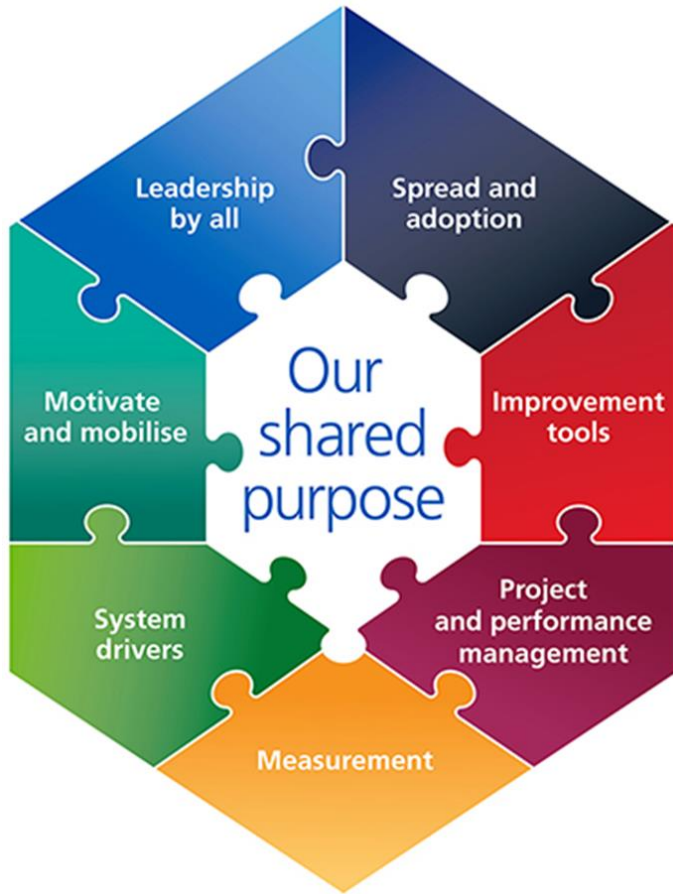 Leadership
by all
Spread and
adoption
Motivate
and mobilise
Our
shared
purpose
Improvement
tools
System
drivers
Project
and performance
management
Measurement